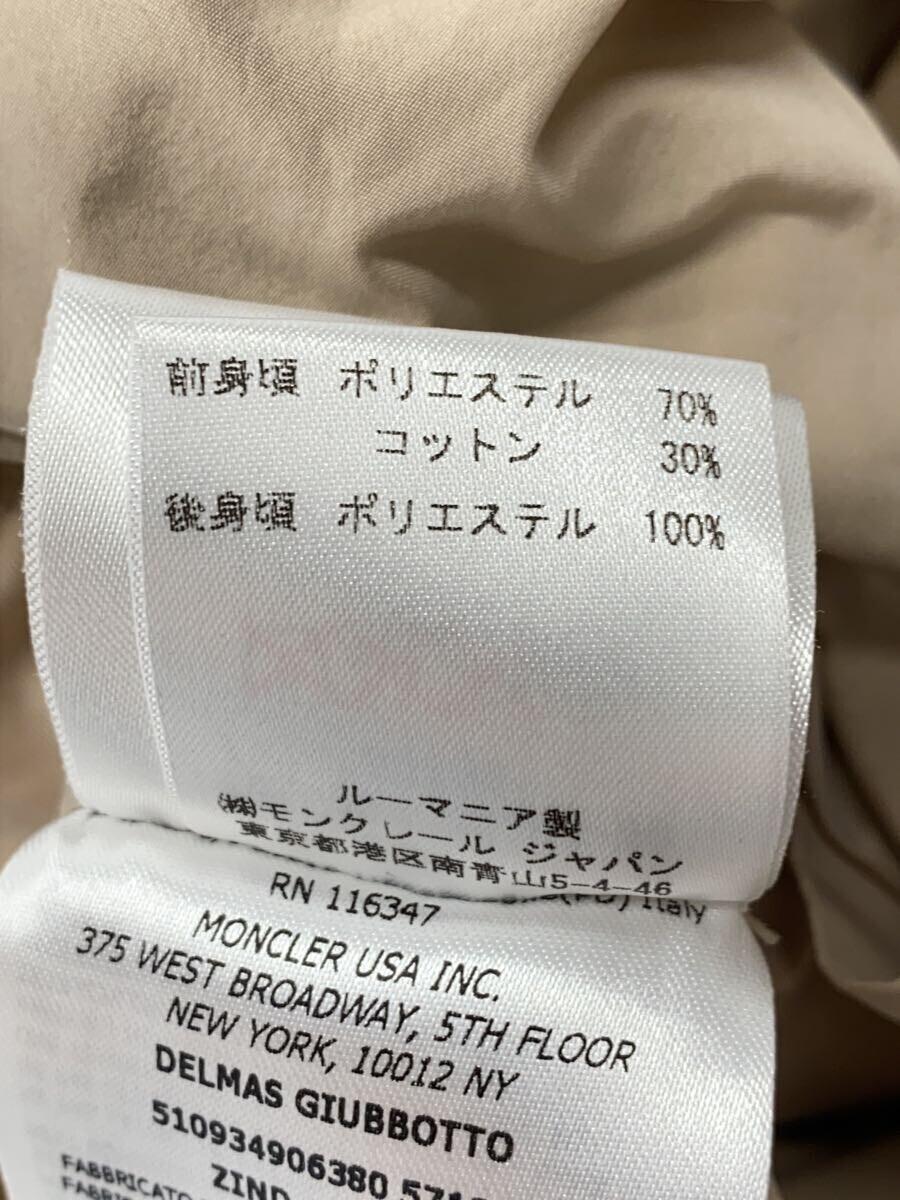 前身頃 ポリエステル 70%
コットン 30%
後身頃 ポリエステル 100%
ルーマニア製
㈱モンクレール ジャパン
東京都港区南青山5-4-46
Italy
RN 116347
MONCLER USA INC.
375 WEST BROADWAY, 5TH FLOOR
NEW YORK, 10012 NY
DELMAS GIUBBOTTO
510934906380
ZIND
FABBRICATO